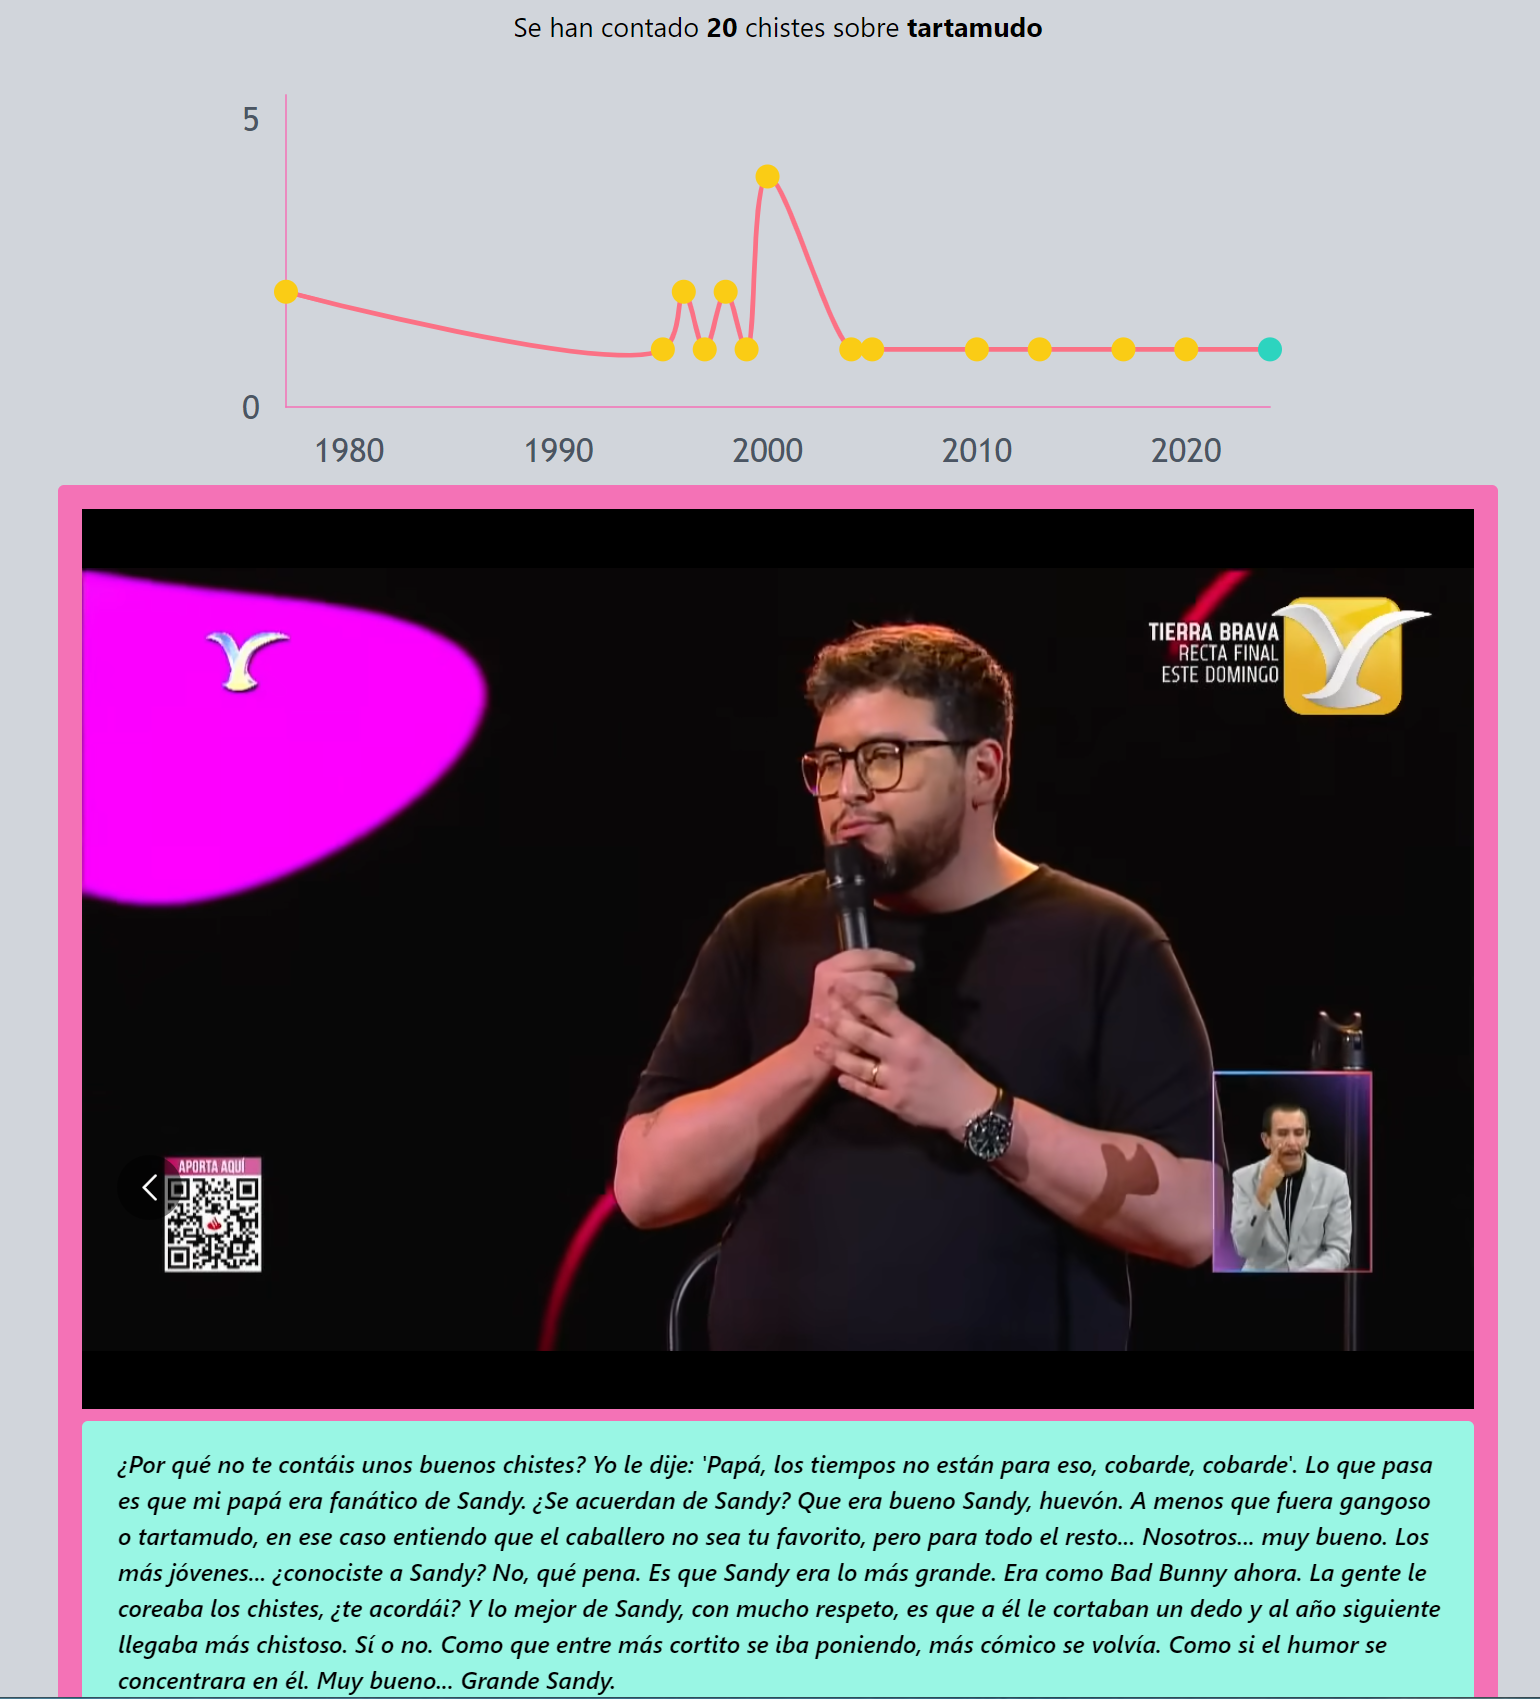 Se han contado 20 chistes sobre tartamudo
5
0
1980 1990 2000 2010 2020
TIERRA BRAVA
RECTA FINAL
ESTE DOMINGO
APORTA AQUÍ
¿Por qué no te contáis unos buenos chistes? Yo le dije: 'Papá, los tiempos no están para eso, cobarde, cobarde'. Lo que pasa
es que mi papá era fanático de Sandy. ¿Se acuerdan de Sandy? Que era bueno Sandy, huevón. A menos que fuera gangoso
o tartamudo, en ese caso entiendo que el caballero no sea tu favorito, pero para todo el resto... Nosotros... muy bueno. Los
más jóvenes... ¿conociste a Sandy? No, qué pena. Es que Sandy era lo más grande. Era como Bad Bunny ahora. La gente le
coreaba los chistes, ¿te acordái? Y lo mejor de Sandy, con mucho respeto, es que a él le cortaban un dedo y al año siguiente
llegaba más chistoso. Sí o no. Como que entre más cortito se iba poniendo, más cómico se volvía. Como si el humor se
concentrara en él. Muy bueno... Grande Sandy.